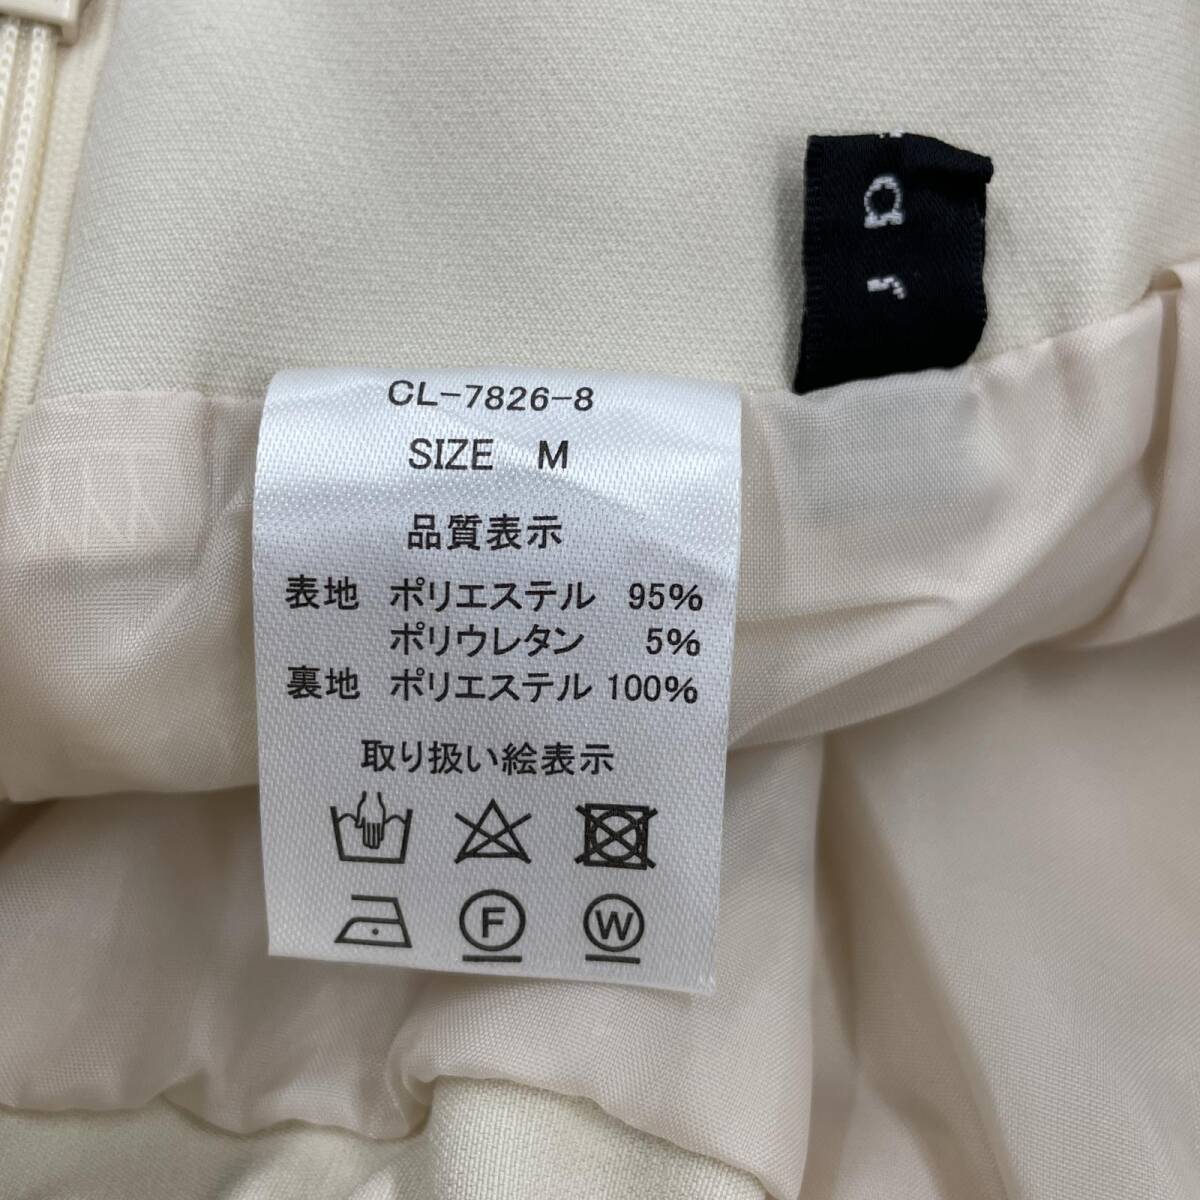 a r
CL-7826-8
SIZE M
品質表示
表地 ポリエステル 95%
ポリウレタン 5%
裏地 ポリエステル 100%
取り扱い絵表示
F
W